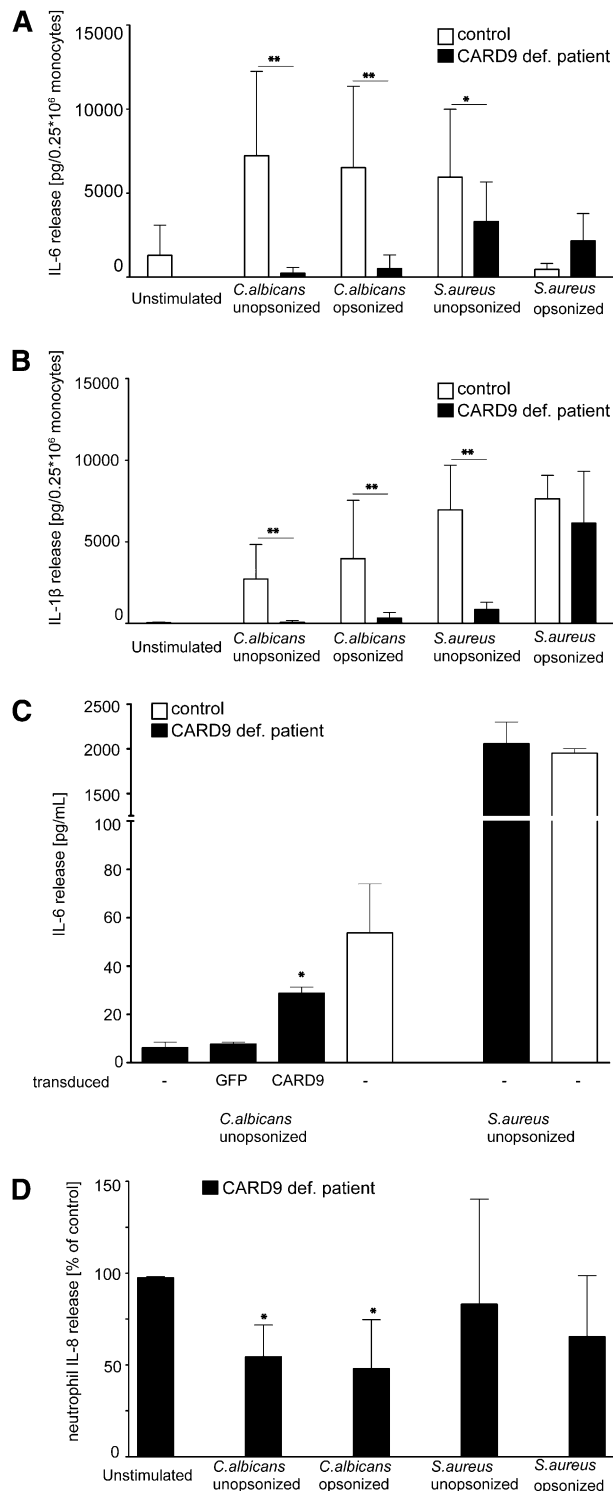 A
IL-6 release [pg/0.25*10⁶ monocytes]
15000
10000
5000
0
control
CARD9 def. patient
**
**
*
Unstimulated
C.albicans
unopsonized
C.albicans
opsonized
S.aureus
unopsonized
S.aureus
opsonized
B
IL-1β release [pg/0.25*10⁶ monocytes]
15000
10000
5000
0
control
CARD9 def. patient
**
**
**
Unstimulated
C.albicans
unopsonized
C.albicans
opsonized
S.aureus
unopsonized
S.aureus
opsonized
C
IL-6 release [pg/mL]
2500
2000
1500
100
80
60
40
20
0
control
CARD9 def. patient
*
transduced - GFP CARD9 - - -
C.albicans
unopsonized
S.aureus
unopsonized
D
neutrophil IL-8 release [% of control]
150
100
50
0
CARD9 def. patient
*
*
Unstimulated
C.albicans
unopsonized
C.albicans
opsonized
S.aureus
unopsonized
S.aureus
opsonized